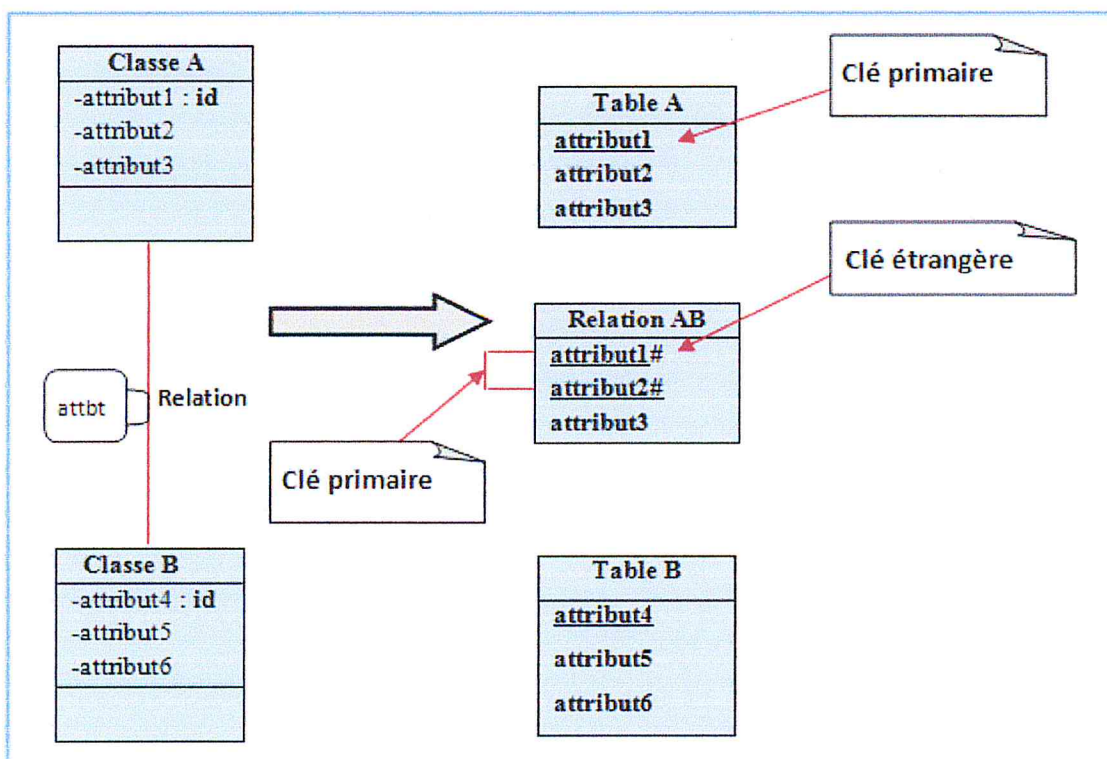 Classe A
-attribut1 : id
-attribut2
-attribut3
Relation
attbt
Classe B
-attribut4 : id
-attribut5
-attribut6
Table A
attribut1
attribut2
attribut3
Clé primaire
Relation AB
attribut1#
attribut2#
attribut3
Clé étrangère
Clé primaire
Table B
attribut4
attribut5
attribut6